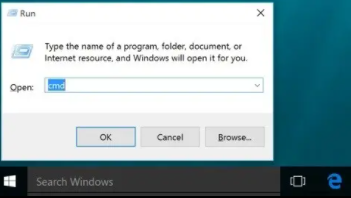 Run
Type the name of a program, folder, document, or
Internet resource, and Windows will open it for you.
Open:
cmd
OK
Cancel
Browse...
Search Windows